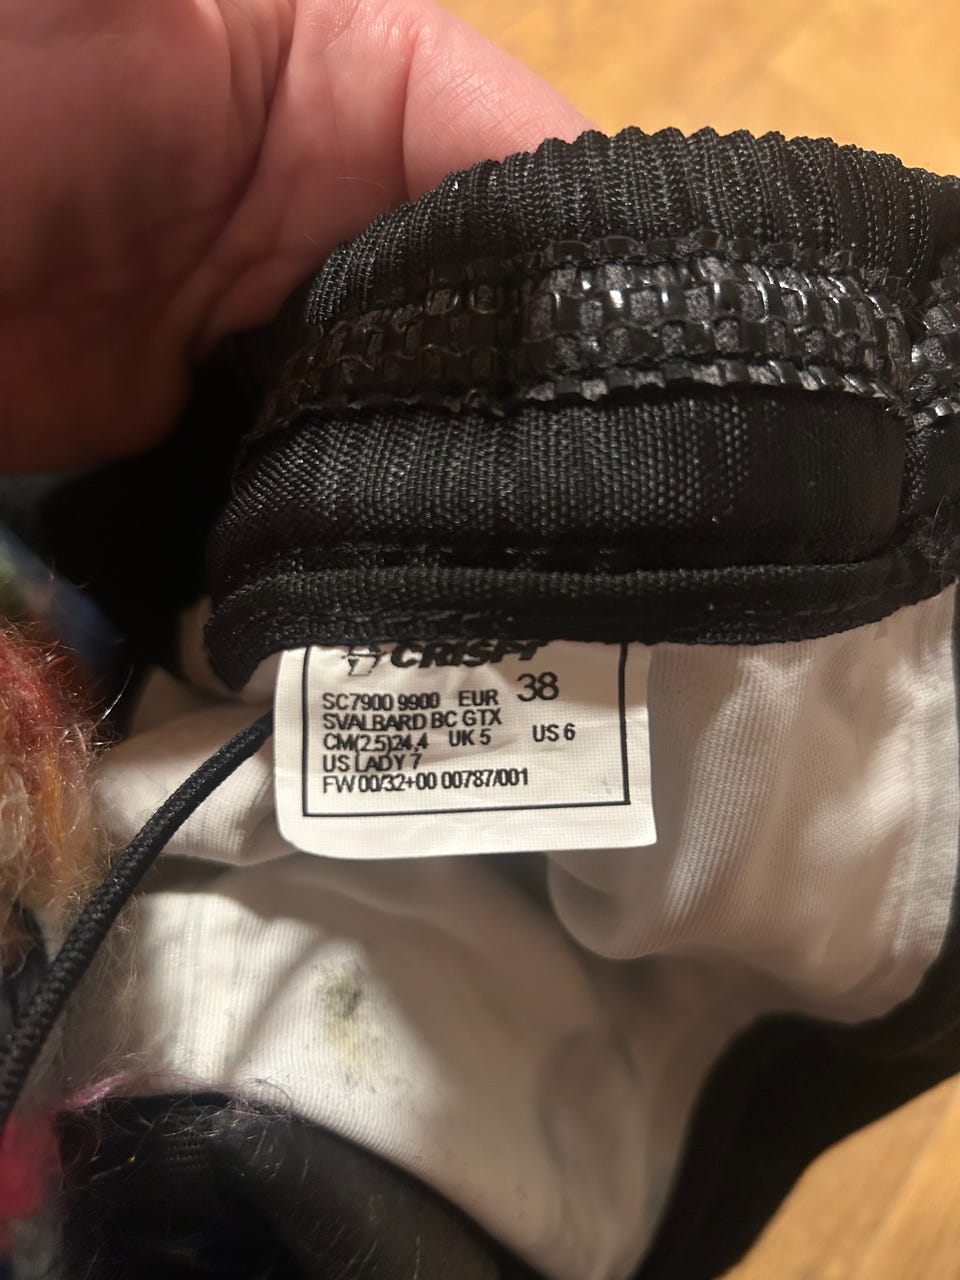 CRISPI
SC7900 9900 EUR 38
SVALBARD BC GTX
CM(2.5)24,4 UK 5 US 6
US LADY 7
FW 00/32+00 00787/001